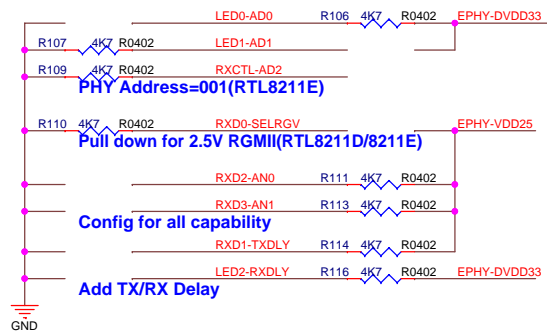 LED0-AD0 R106 4K7 R0402 EPHY-DVDD33
R107 4K7 R0402 LED1-AD1
R109 4K7 R0402 RXCTL-AD2
PHY Address=001(RTL8211E)
R110 4K7 R0402 RXD0-SELRGV EPHY-VDD25
Pull down for 2.5V RGMII(RTL8211D/8211E)
RXD2-AN0 R111 4K7 R0402
RXD3-AN1 R113 4K7 R0402
Config for all capability
RXD1-TXDLY R114 4K7 R0402
LED2-RXDLY R116 4K7 R0402 EPHY-DVDD33
Add TX/RX Delay
GND